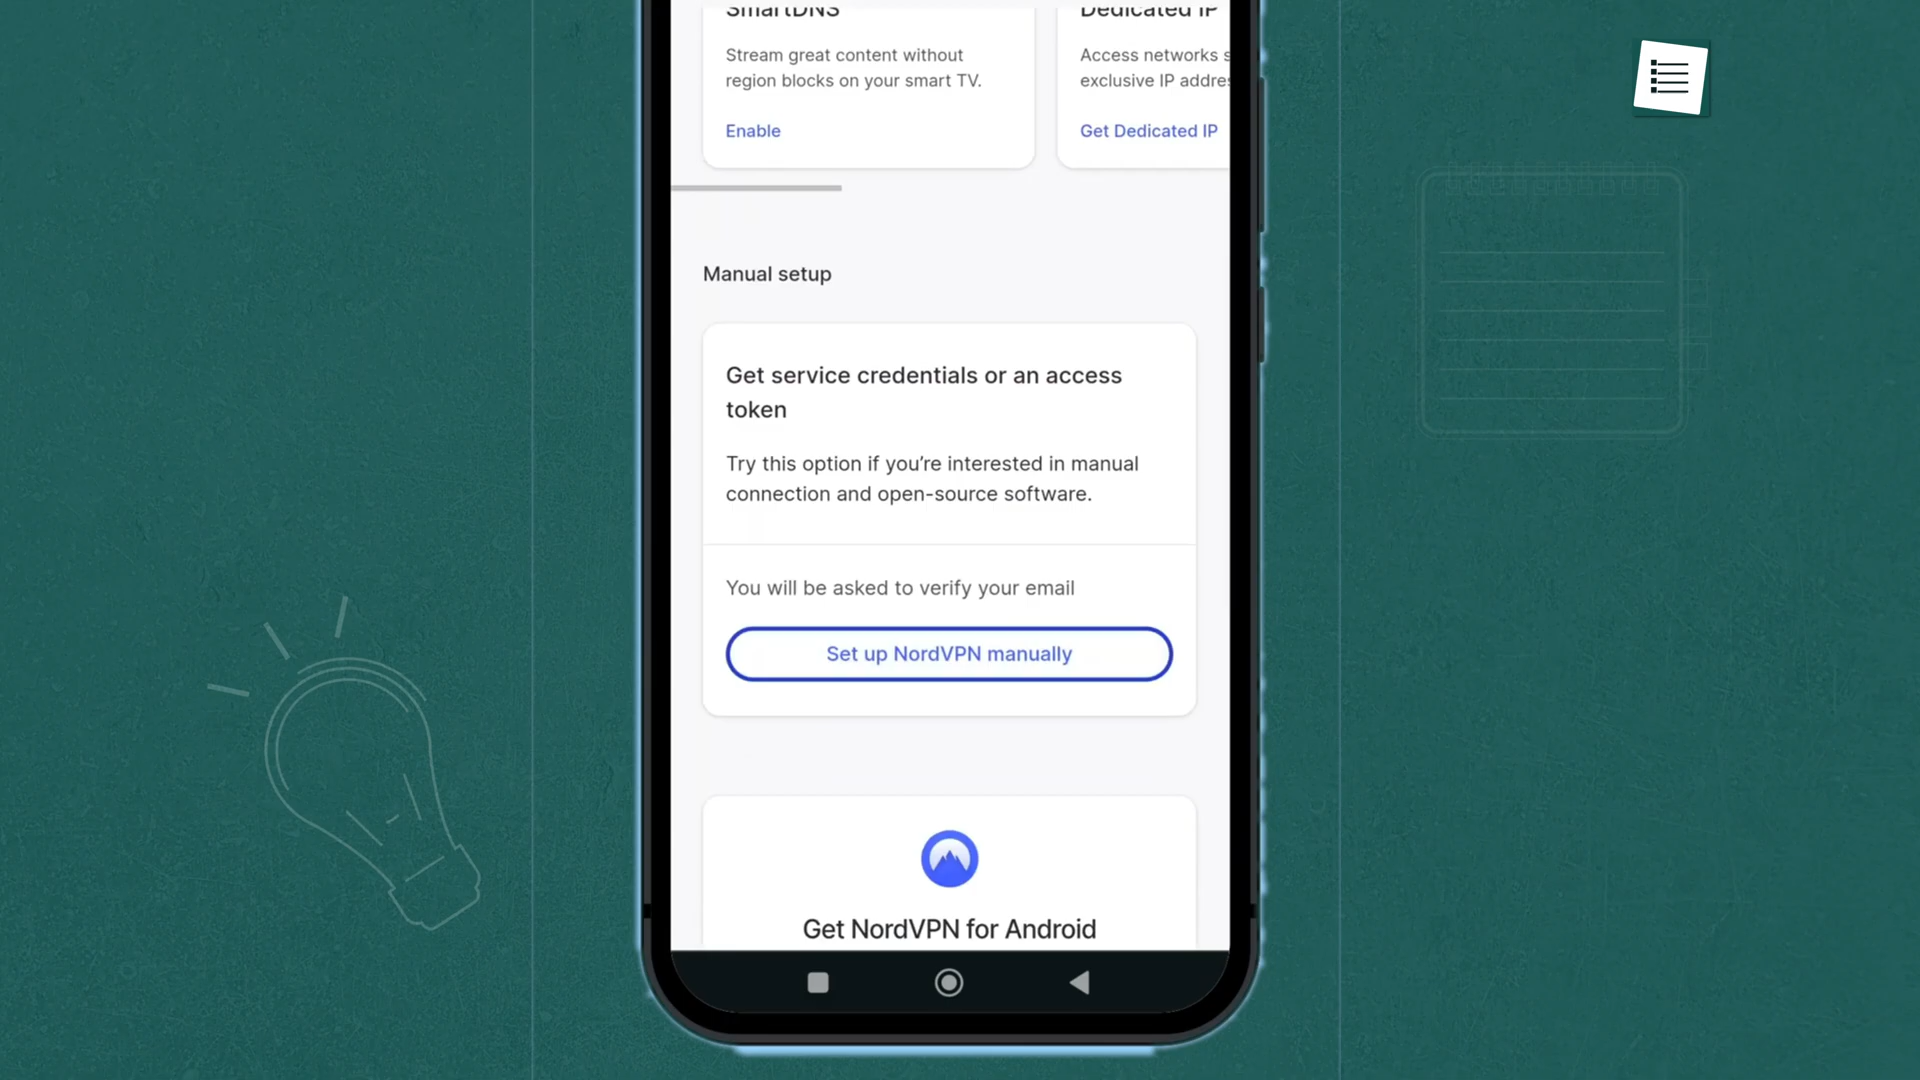 SmartDNS
Dedicated IP
Stream great content without
region blocks on your smart TV.
Access networks
exclusive IP
Enable
Get Dedicated IP
Manual setup
Get service credentials or an access
token
Try this option if you're interested in manual
connection and open-source software.
You will be asked to verify your email
Set up NordVPN manually
Get NordVPN for Android